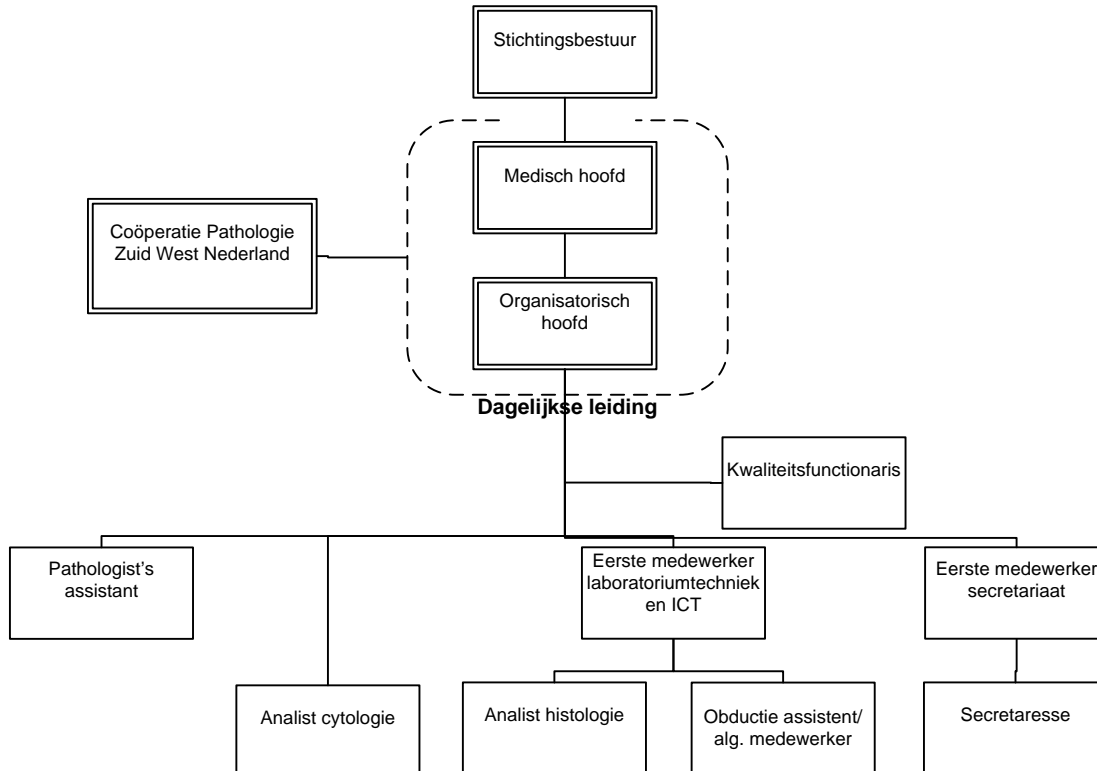 Stichtingsbestuur
Medisch hoofd
Coöperatie Pathologie
Zuid West Nederland
Organisatorisch
hoofd
Dagelijkse leiding
Kwaliteitsfunctionaris
Pathologist’s
assistant
Eerste medewerker
laboratoriumtechniek
en ICT
Eerste medewerker
secretariaat
Analist cytologie
Analist histologie
Obductie assistent/
alg. medewerker
Secretaresse